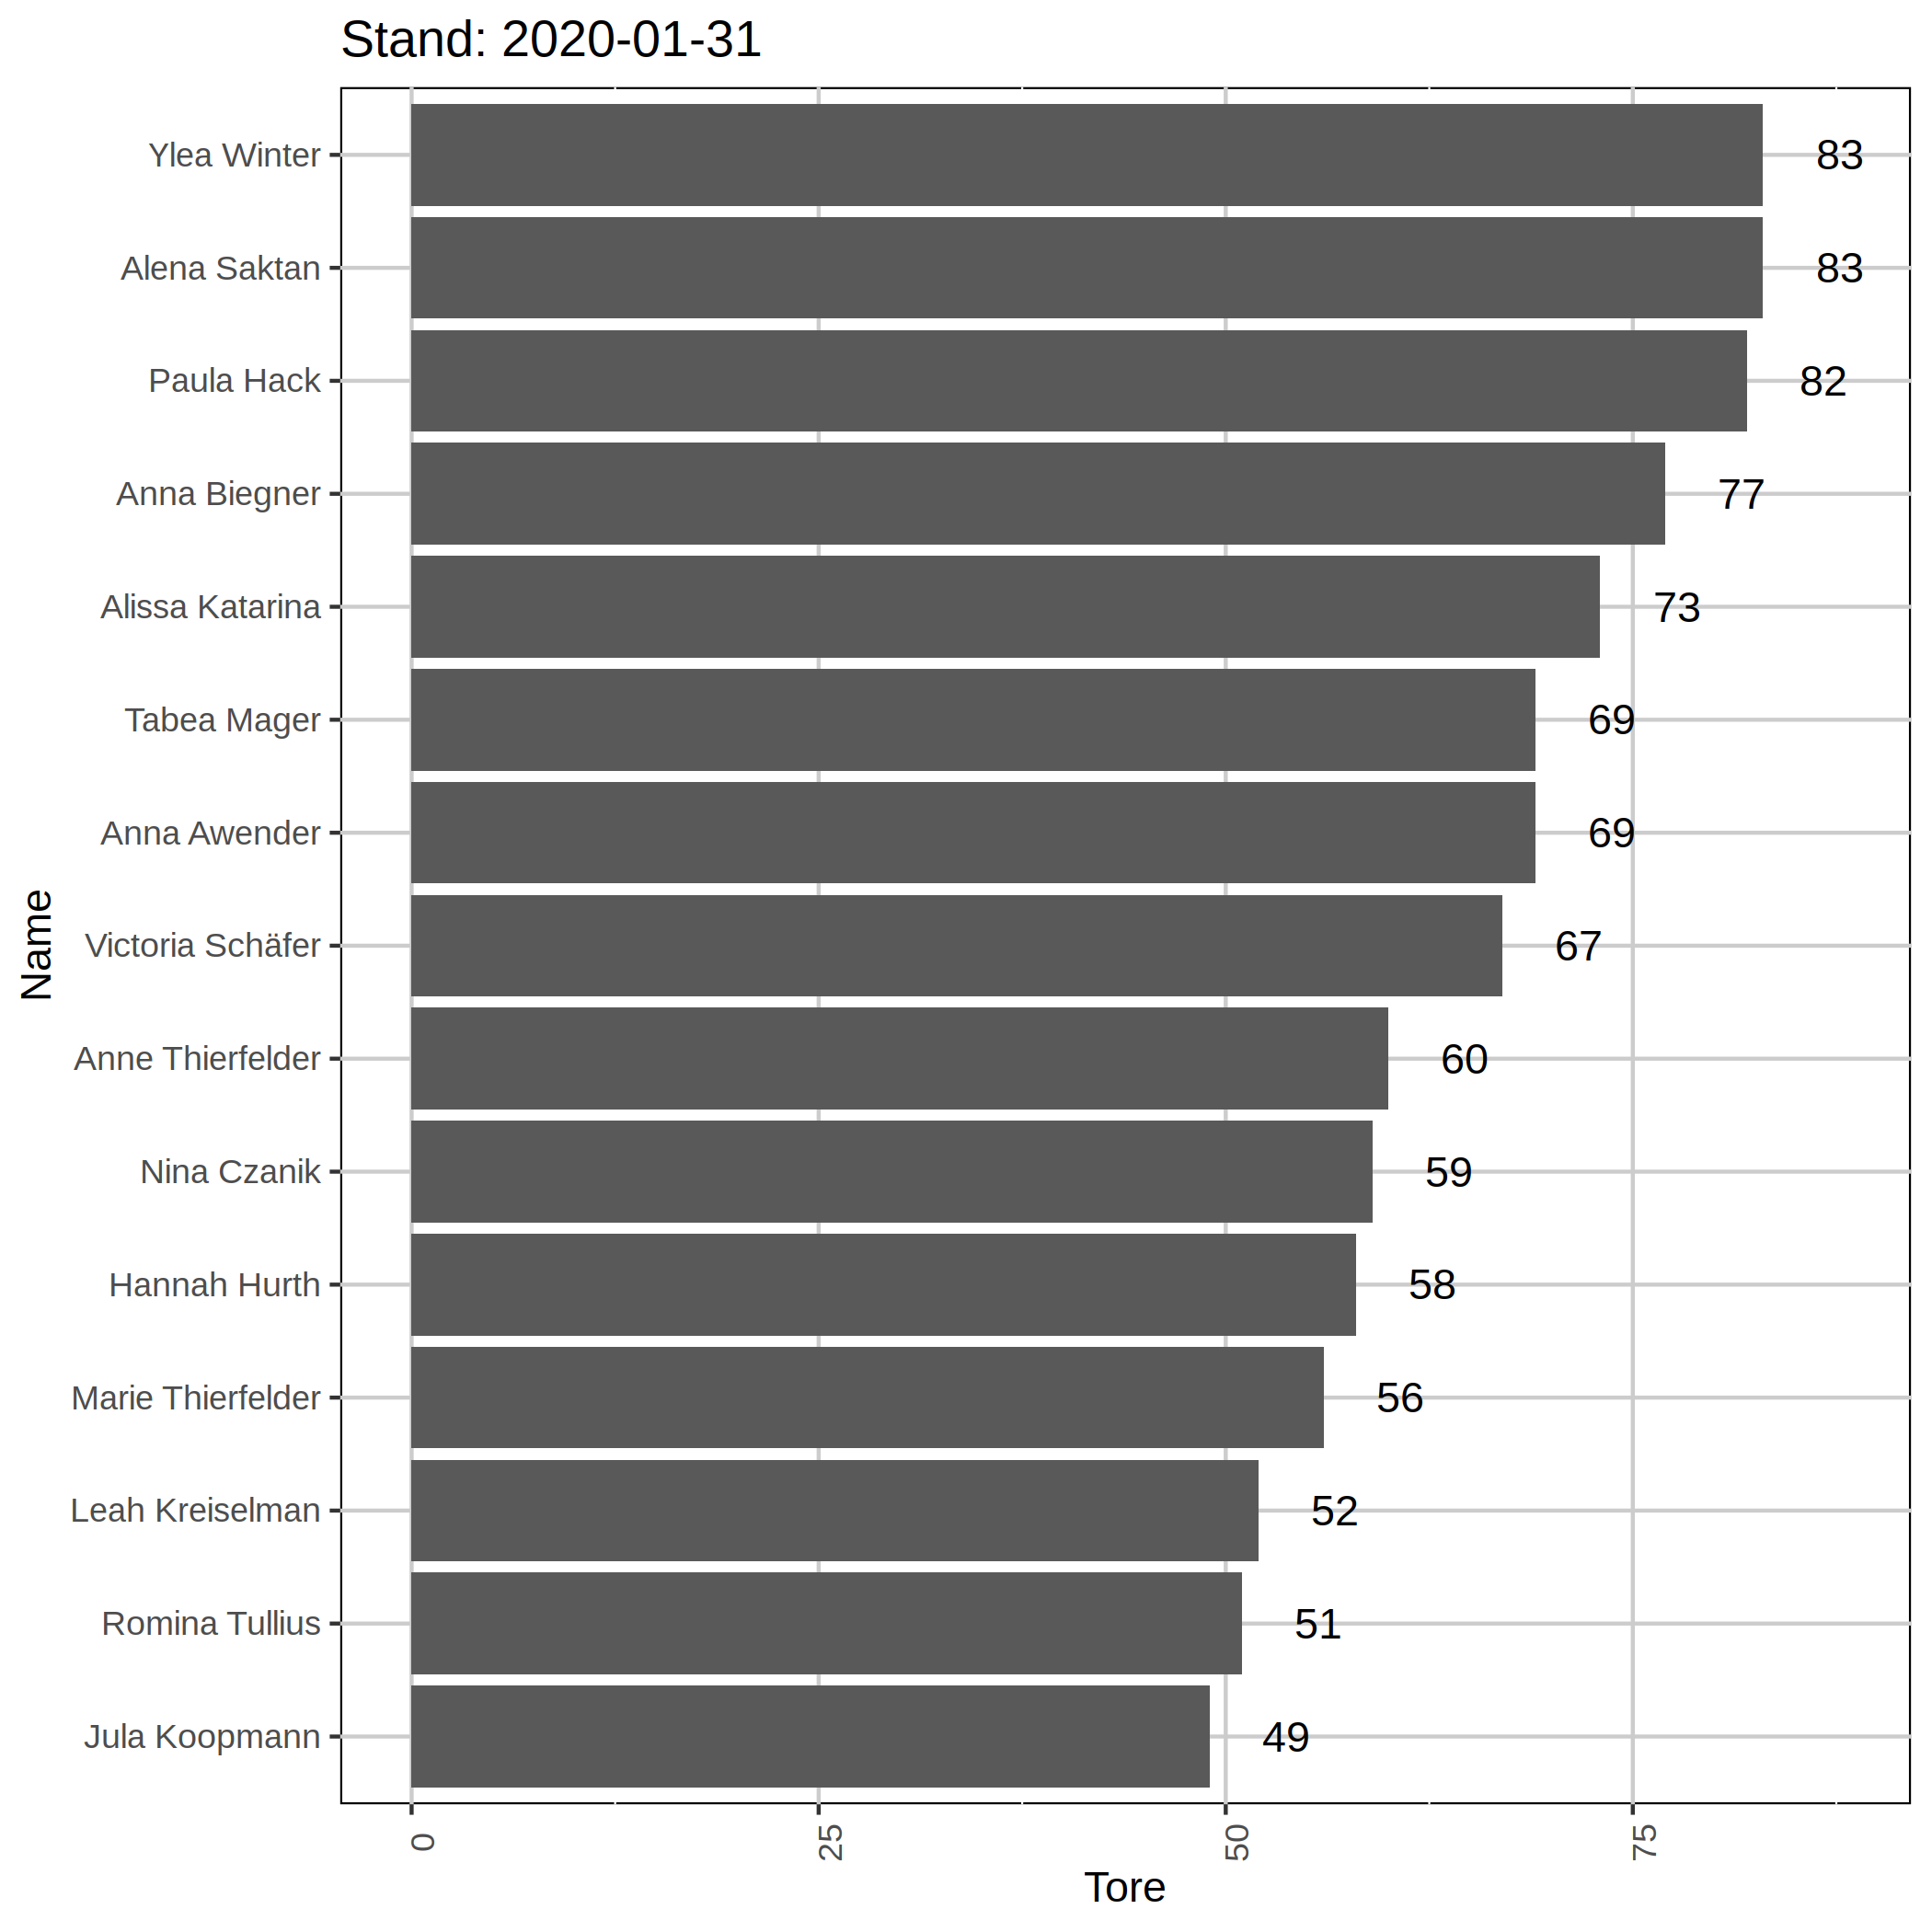 Stand: 2020-01-31
Name
Ylea Winter 83
Alena Saktan 83
Paula Hack 82
Anna Biegner 77
Alissa Katarina 73
Tabea Mager 69
Anna Awender 69
Victoria Schäfer 67
Anne Thierfelder 60
Nina Czanik 59
Hannah Hurth 58
Marie Thierfelder 56
Leah Kreiselman 52
Romina Tullius 51
Jula Koopmann 49
0 25 50 75
Tore